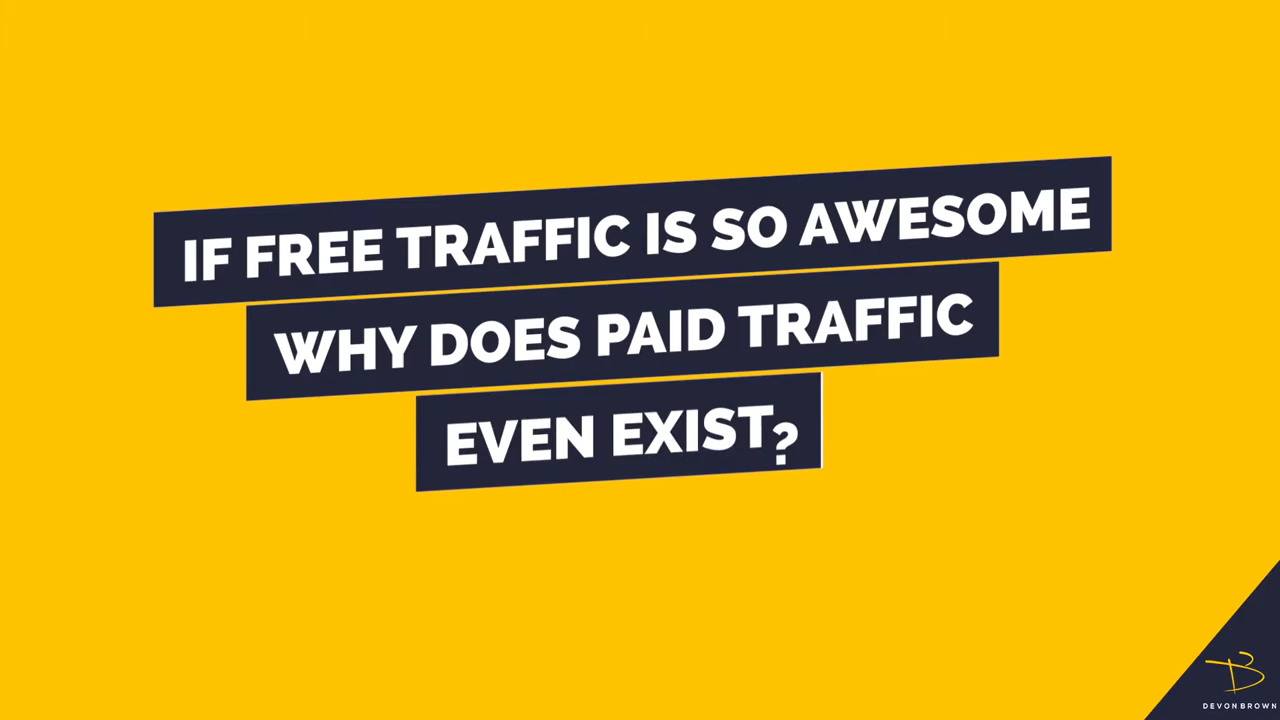 IF FREE TRAFFIC IS SO AWESOME
WHY DOES PAID TRAFFIC
EVEN EXIST?
DEVON BROWN